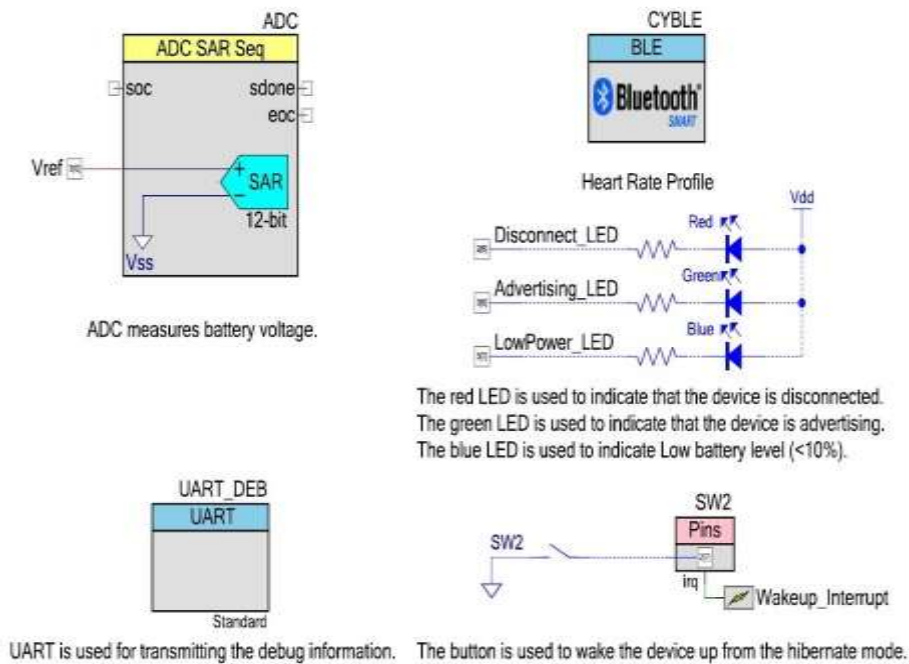 ADC
ADC SAR Seq
soc
sdone
eoc
Vref
SAR
12-bit
Vss
ADC measures battery voltage.
CYBLE
BLE
Bluetooth
SMART
Heart Rate Profile
Vdd
Disconnect_LED
Red
Advertising_LED
Green
LowPower_LED
Blue
The red LED is used to indicate that the device is disconnected.
The green LED is used to indicate that the device is advertising.
The blue LED is used to indicate Low battery level (<10%).
UART_DEB
UART
Standard
UART is used for transmitting the debug information.
SW2
Pins
SW2
irq
Wakeup_Interrupt
The button is used to wake the device up from the hibernate mode.